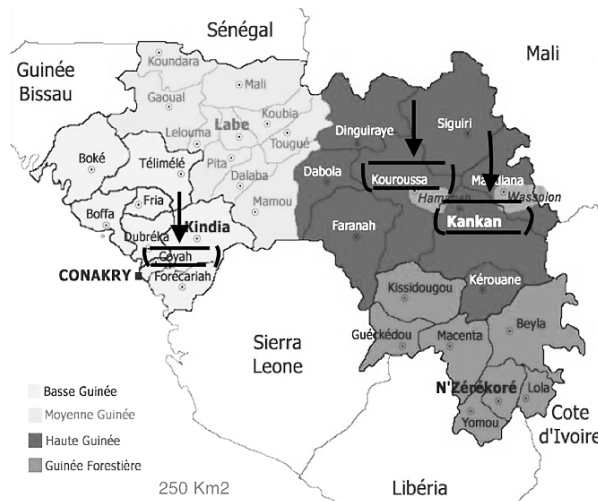 Sénégal
Guinée
Bissau
Mali
Koundara
Mali
Gaoual
Koubia
Labe
Lelouma
Tougué
Dinguiraye
Siguiri
Boké
Télimélé
Pita
Dalaba
Dabola
Kouroussa
Mandiana
Hamanah
Wassolon
Fria
Boffa
Mamou
Kindia
Faranah
Kankan
Dubréka
Coyah
CONAKRY
Forécariah
Kissidougou
Kérouane
Sierra
Leone
Guéckédou
Macenta
Beyla
N'Zérékoré
Lola
Yomou
Cote
d'Ivoire
Basse Guinée
Moyenne Guinée
Haute Guinée
Guinée Forestière
250 Km2
Libéria